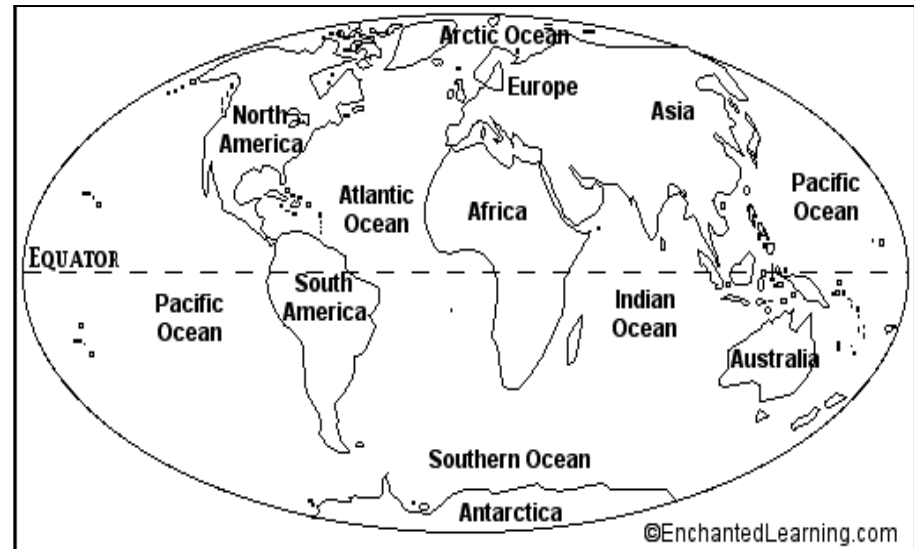 Arctic Ocean
Europe
Asia
North
America
Atlantic
Ocean
Africa
Pacific
Ocean
EQUATOR
South
America
Pacific
Ocean
Indian
Ocean
Australia
Southern Ocean
Antarctica
©EnchantedLearning.com